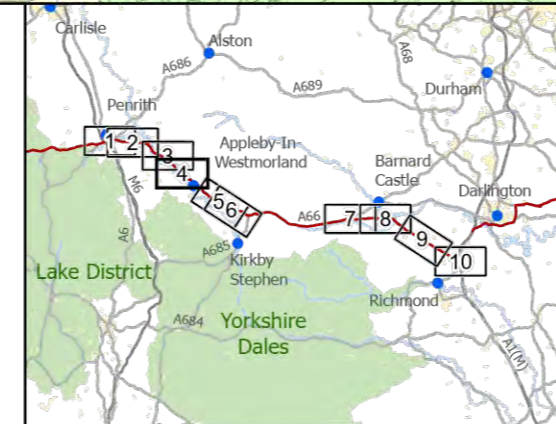 Carlisle
Alston
A68
A686
A689
Durham
Penrith
1
2
3
4
5
6
Appleby-In-
Westmorland
Barnard
Castle
Darlington
M6
A66
7
8
9
10
A6
A685
Kirkby
Stephen
Lake District
Richmond
A684
Yorkshire
Dales
A1(M)